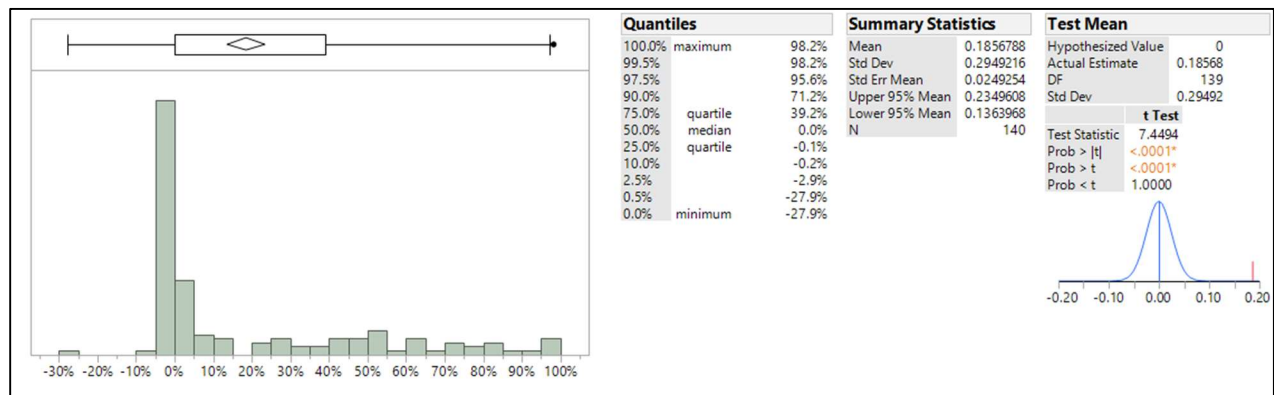 -30% -20% -10% 0% 10% 20% 30% 40% 50% 60% 70% 80% 90% 100%
Quantiles
100.0% maximum 98.2%
99.5% 98.2%
97.5% 95.6%
90.0% 71.2%
75.0% quartile 39.2%
50.0% median 0.0%
25.0% quartile -0.1%
10.0% -0.2%
2.5% -2.9%
0.5% -27.9%
0.0% minimum -27.9%
Summary Statistics
Mean 0.1856788
Std Dev 0.2949216
Std Err Mean 0.0249254
Upper 95% Mean 0.2349608
Lower 95% Mean 0.1363968
N 140
Test Mean
Hypothesized Value 0
Actual Estimate 0.18568
DF 139
Std Dev 0.29492
t Test
Test Statistic 7.4494
Prob > |t| <.0001*
Prob > t <.0001*
Prob < t 1.0000
-0.20 -0.10 0.00 0.10 0.20